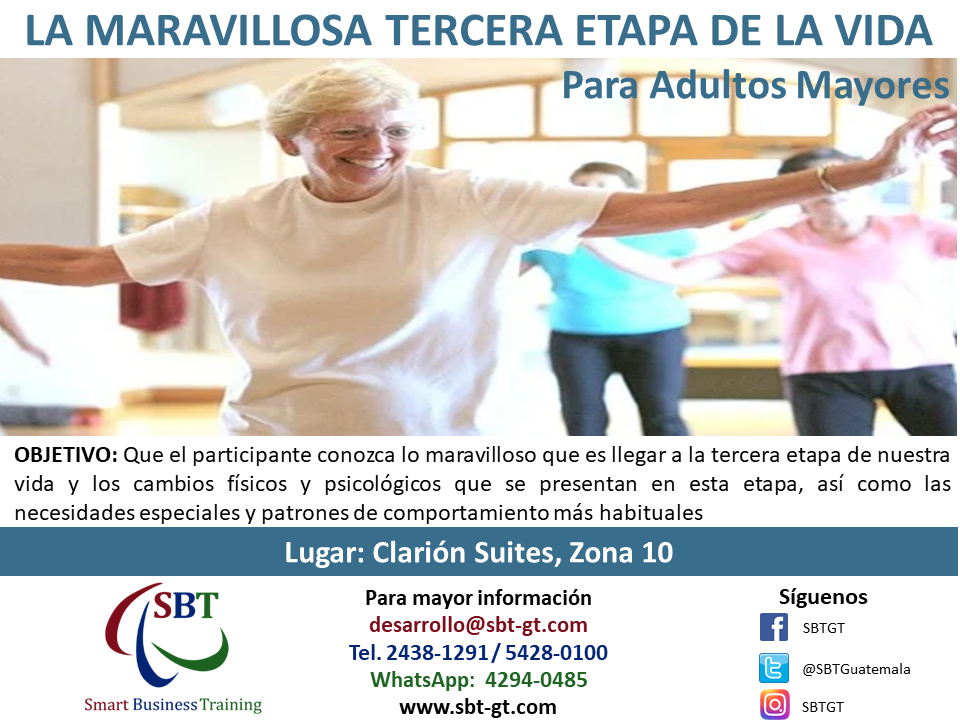 LA MARAVILLOSA TERCERA ETAPA DE LA VIDA
Para Adultos Mayores
OBJETIVO: Que el participante conozca lo maravilloso que es llegar a la tercera etapa de nuestra
vida y los cambios físicos y psicológicos que se presentan en esta etapa, así como las
necesidades especiales y patrones de comportamiento más habituales
Lugar: Clarión Suites, Zona 10
SBT
Smart Business Training
Para mayor información
desarrollo@sbt-gt.com
Tel. 2438-1291/ 5428-0100
WhatsApp: 4294-0485
www.sbt-gt.com
Síguenos
SBTGT
@SBTGuatemala
SBTGT